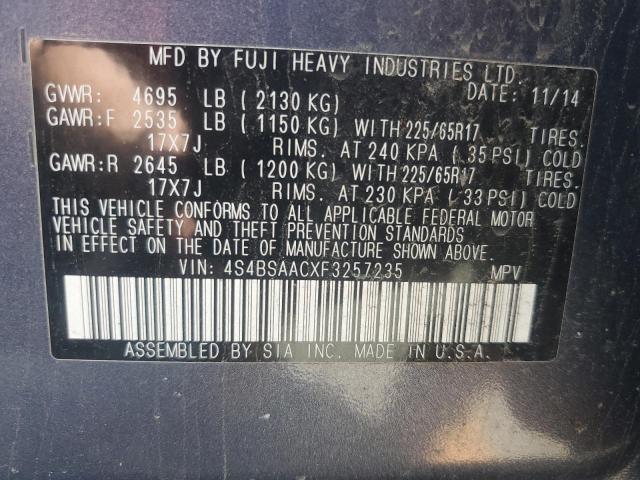 MFD BY FUJI HEAVY INDUSTRIES LTD.
GVWR: 4695 LB ( 2130 KG) DATE: 11/14
GAWR:F 2535 LB ( 1150 KG) WITH 225/65R17 TIRES.
17X7J RIMS. AT 240 KPA ( 35 PSI) COLD
GAWR:R 2645 LB ( 1200 KG) WITH 225/65R17 TIRES.
17X7J RIMS. AT 230 KPA ( 33 PSI) COLD
THIS VEHICLE CONFORMS TO ALL APPLICABLE FEDERAL MOTOR
VEHICLE SAFETY AND THEFT PREVENTION STANDARDS
IN EFFECT ON THE DATE OF MANUFACTURE SHOWN ABOVE.
VIN: 4S4BSAACXF3257235 MPV
ASSEMBLED BY SIA INC. MADE IN U.S.A.